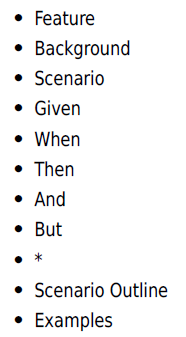 • Feature
• Background
• Scenario
• Given
• When
• Then
• And
• But
• *
• Scenario Outline
• Examples